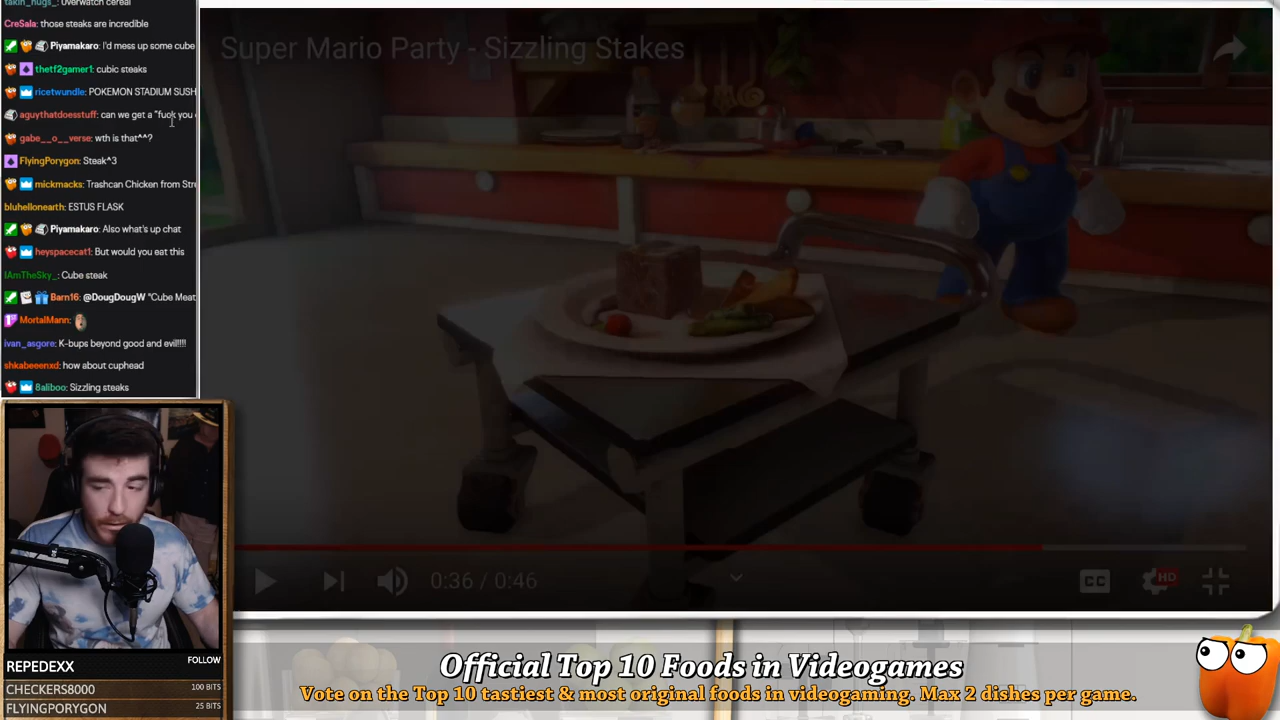 takin_hugs_: Overwatch cereal
CreSala: those steaks are incredible
Piyamakaro: I'd mess up some cube
thetf2gamer1: cubic steaks
ricetwundle: POKEMON STADIUM SUSH
aguythatdoesstuff: can we get a "fuck you
gabe__o__verse: wth is that^^?
FlyingPorygon: Steak^3
mickmacks: Trashcan Chicken from Stre
bluhellonearth: ESTUS FLASK
Piyamakaro: Also what's up chat
heyspacecat1: But would you eat this
IAmTheSky_: Cube steak
Barn16: @DougDougW "Cube Meat
MortalMann:
ivan_asgore: K-bups beyond good and evil!!!!
shkabeeenxd: how about cuphead
8aliboo: Sizzling steaks
Super Mario Party - Sizzling Stakes
0:36 / 0:46
CC
HD
REPEDEXX
FOLLOW
CHECKERS8000
100 BITS
FLYINGPORYGON
25 BITS
Official Top 10 Foods in Videogames
Vote on the Top 10 tastiest & most original foods in videogaming. Max 2 dishes per game.